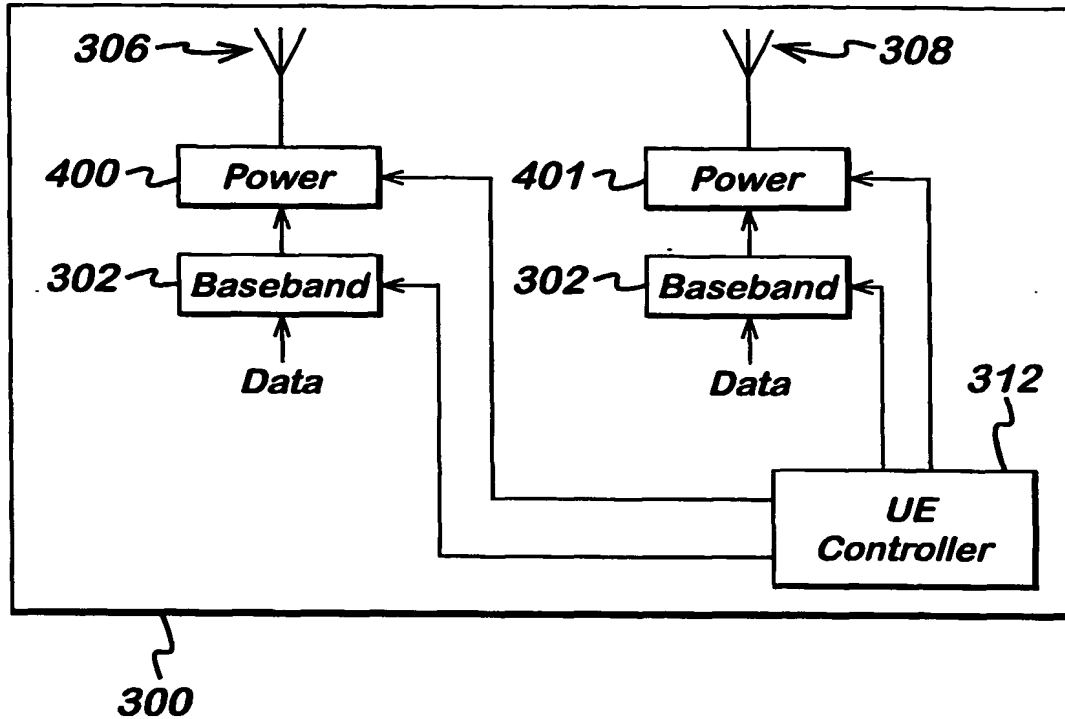 306
308
400
Power
401
Power
302
Baseband
302
Baseband
Data
Data
312
UE
Controller
300